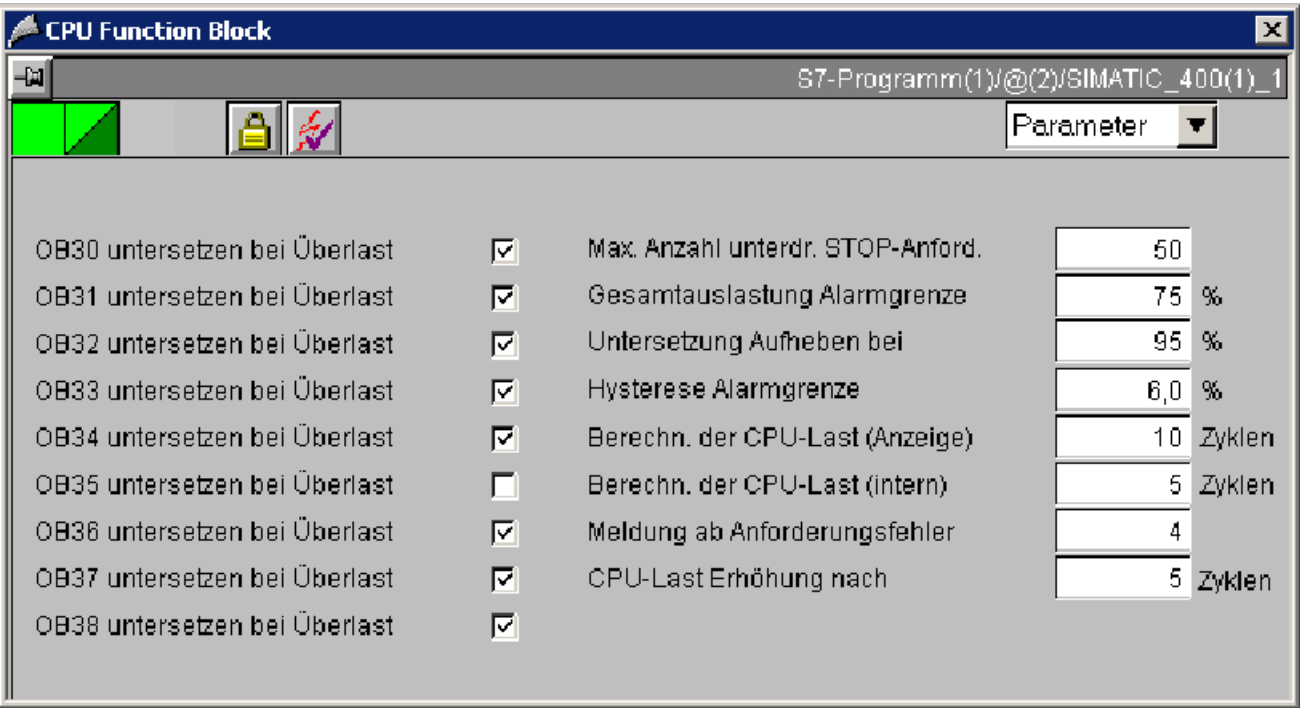 CPU Function Block
S7-Programm(1)/@(2)/SIMATIC_400(1)_1
Parameter
OB30 untersetzen bei Überlast Max. Anzahl unterdr. STOP-Anford. 50
OB31 untersetzen bei Überlast Gesamtauslastung Alarmgrenze 75 %
OB32 untersetzen bei Überlast Untersetzung Aufheben bei 95 %
OB33 untersetzen bei Überlast Hysterese Alarmgrenze 6,0 %
OB34 untersetzen bei Überlast Berechn. der CPU-Last (Anzeige) 10 Zyklen
OB35 untersetzen bei Überlast Berechn. der CPU-Last (intern) 5 Zyklen
OB36 untersetzen bei Überlast Meldung ab Anforderungsfehler 4
OB37 untersetzen bei Überlast CPU-Last Erhöhung nach 5 Zyklen
OB38 untersetzen bei Überlast